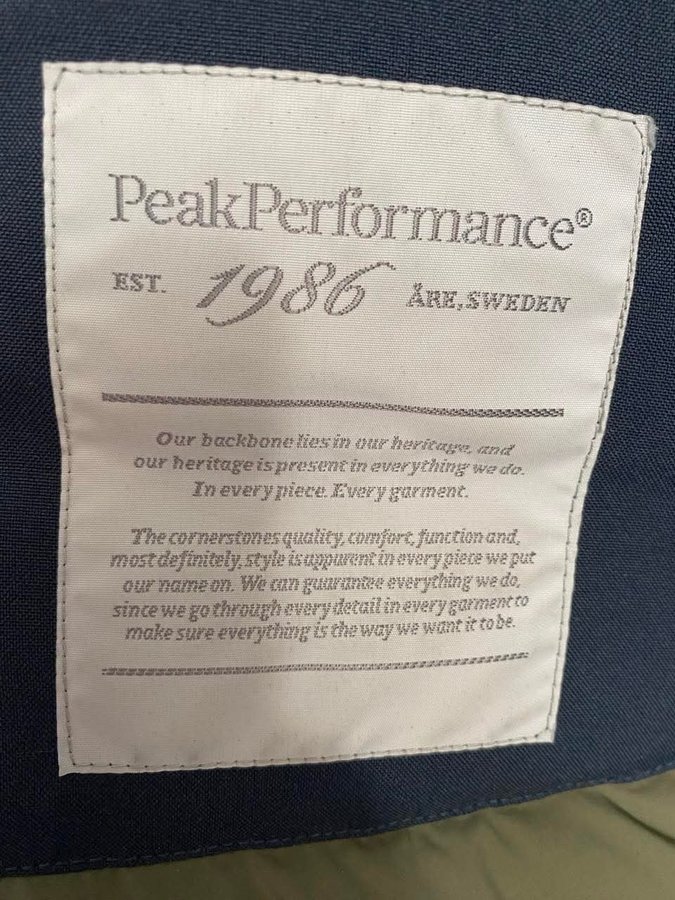 PeakPerformance®
EST. 1986 ÅRE, SWEDEN
Our backbone lies in our heritage, and
our heritage is present in everything we do.
In every piece. Every garment.
The cornerstones quality, comfort, function and,
most definitely, style is apparent in every piece we put
our name on. We can guarantee everything we do,
since we go through every detail in every garment to
make sure everything is the way we want it to be.